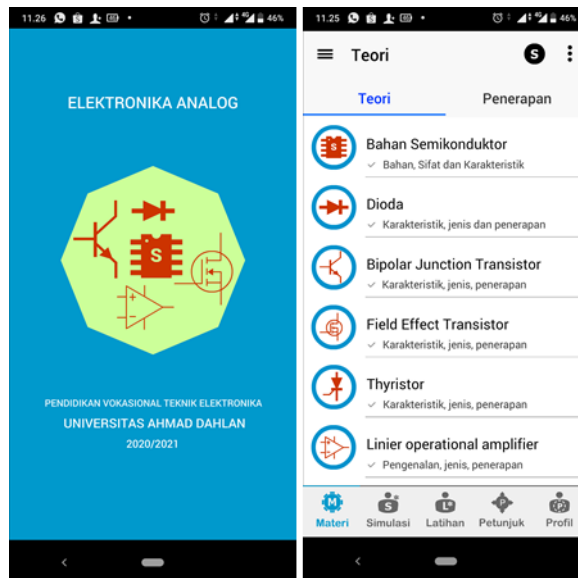 11.26 46%
ELEKTRONIKA ANALOG
S
PENDIDIKAN VOKASIONAL TEKNIK ELEKTRONIKA
UNIVERSITAS AHMAD DAHLAN
2020/2021
11.25 46%
Teori S
Teori Penerapan
S
Bahan Semikonduktor
Bahan, Sifat dan Karakteristik
Dioda
Karakteristik, jenis dan penerapan
Bipolar Junction Transistor
Karakteristik, jenis, penerapan
Field Effect Transistor
Karakteristik, jenis, penerapan
Thyristor
Karakteristik, jenis, penerapan
Linier operational amplifier
Pengenalan, jenis, penerapan
M S L P P
Materi Simulasi Latihan Petunjuk Profil